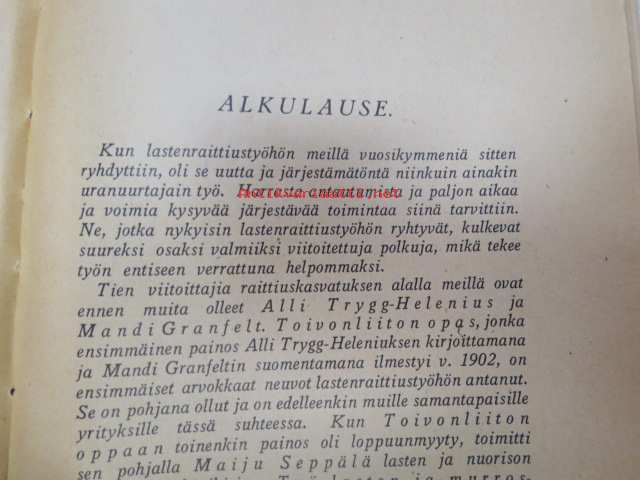 ALKULAUSE.
Kun lastenraittiustyöhön meillä vuosikymmeniä sitten
ryhdyttiin, oli se uutta ja järjestämätöntä niinkuin ainakin
uranuurtajain työ. Harrasta antautumista ja paljon aikaa
ja voimia kysyvää järjestävää toimintaa siinä tarvittiin.
Ne, jotka nykyisin lastenraittiustyöhön ryhtyvät, kulkevat
suureksi osaksi valmiiksi viitoitettuja polkuja, mikä tekee
työn entiseen verrattuna helpommaksi.
Tien viitoittajia raittiuskasvatuksen alalla meillä ovat
ennen muita olleet Alli Trygg-Helenius ja
Mandi Granfelt. Toivonliiton opas, jonka
ensimmäinen painos Alli Trygg-Heleniuksen kirjoittamana
ja Mandi Granfeltin suomentamana ilmestyi v. 1902, on
ensimmäiset arvokkaat neuvot lastenraittiustyöhön antanut.
Se on pohjana ollut ja on edelleenkin muille samantapaisille
yrityksille tässä suhteessa. Kun Toivonliiton
oppaan toinenkin painos oli loppuunmyyty, toimitti
sen pohjalla Maiju Seppälä lasten ja nuorison